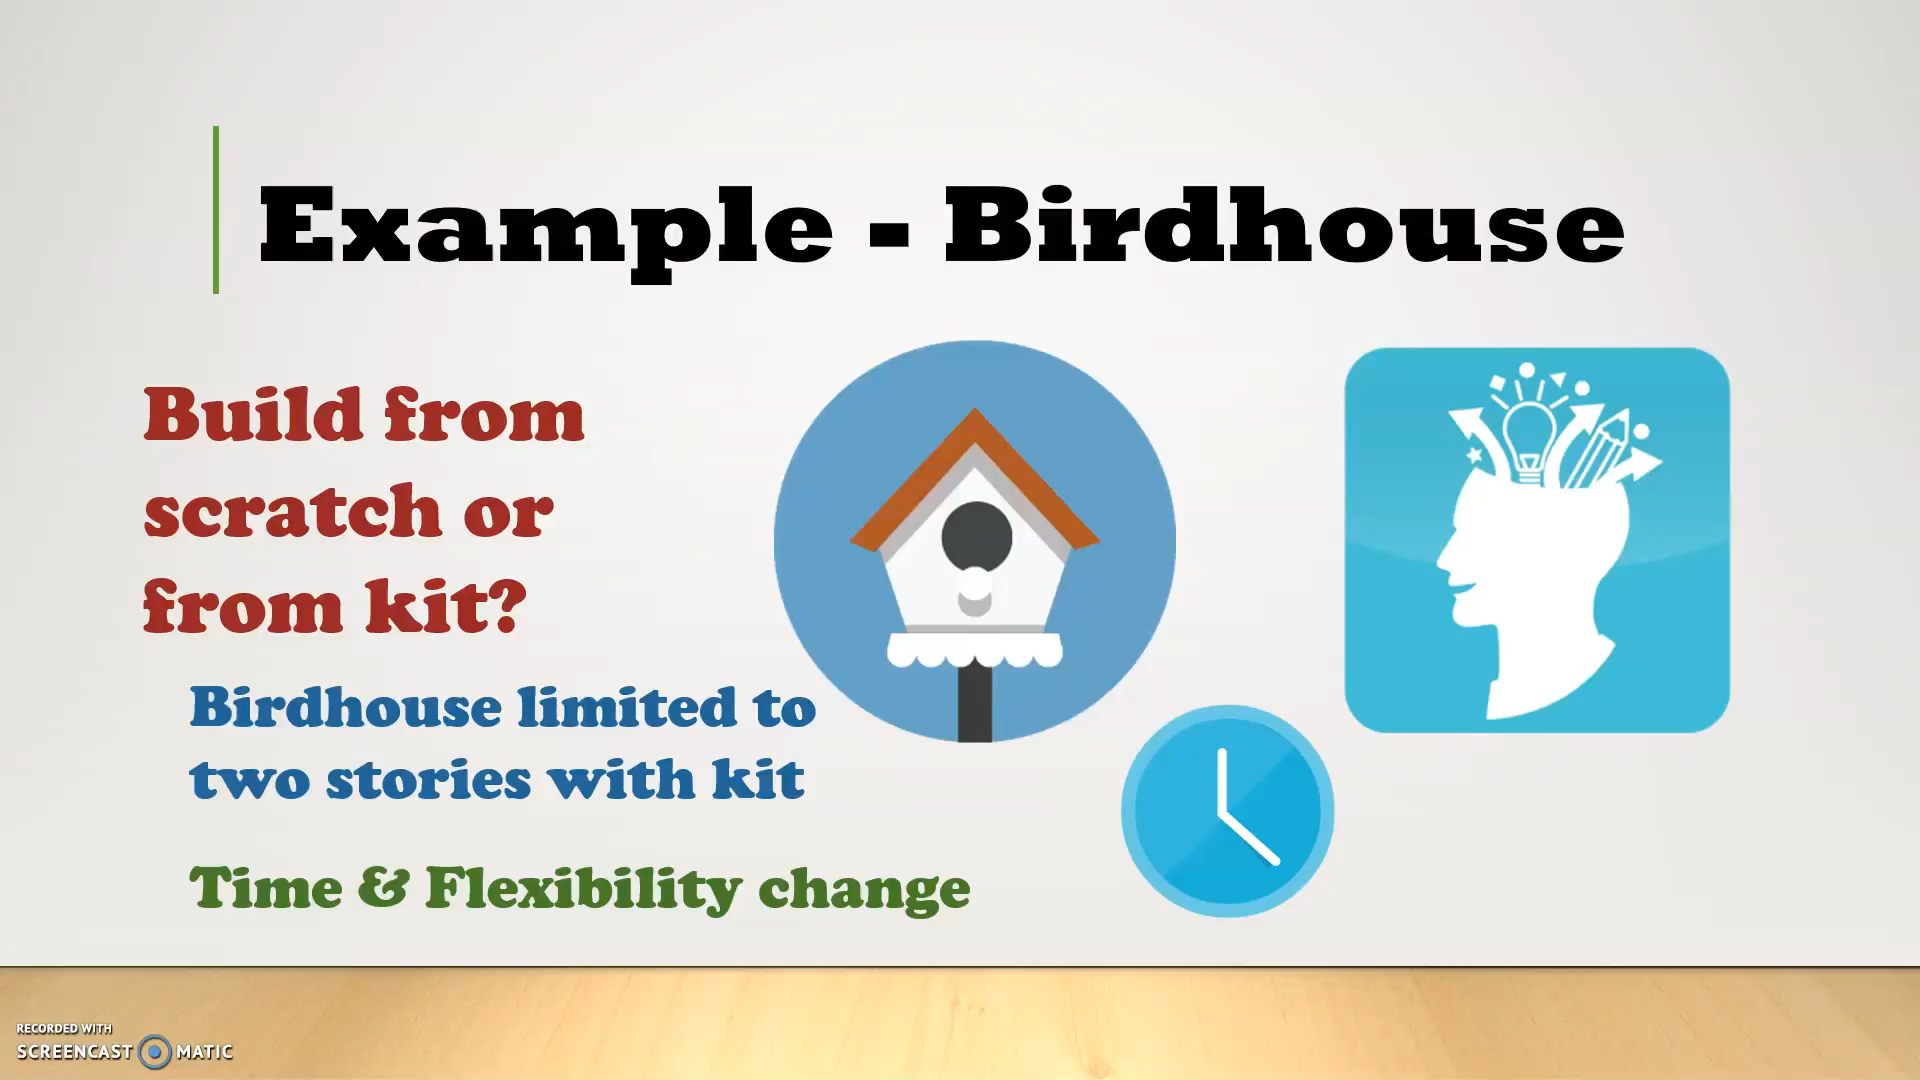 Example - Birdhouse
Build from
scratch or
from kit?
Birdhouse limited to
two stories with kit
Time & Flexibility change
RECORDED WITH
SCREENCAST MATIC